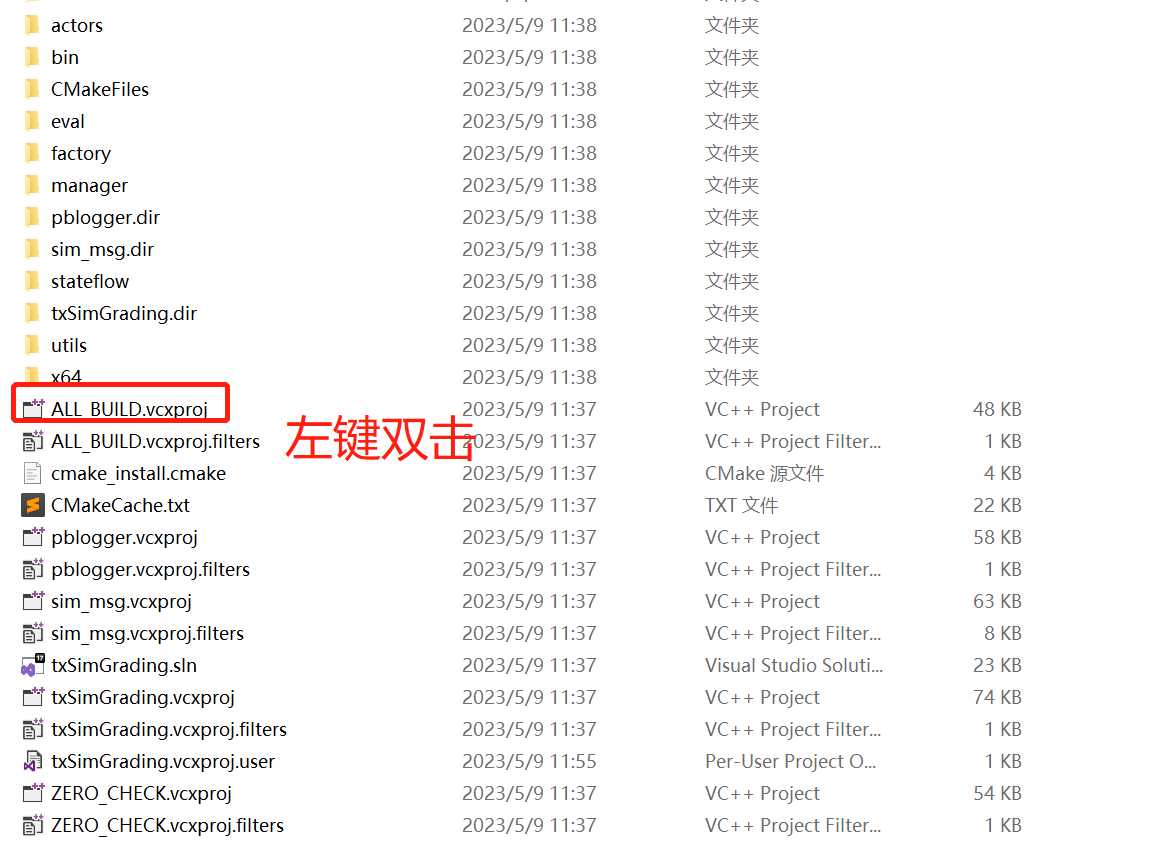 actors 2023/5/9 11:38 文件夹
bin 2023/5/9 11:38 文件夹
CMakeFiles 2023/5/9 11:38 文件夹
eval 2023/5/9 11:38 文件夹
factory 2023/5/9 11:38 文件夹
manager 2023/5/9 11:38 文件夹
pblogger.dir 2023/5/9 11:38 文件夹
sim_msg.dir 2023/5/9 11:38 文件夹
stateflow 2023/5/9 11:38 文件夹
txSimGrading.dir 2023/5/9 11:38 文件夹
utils 2023/5/9 11:38 文件夹
x64 2023/5/9 11:38 文件夹
ALL_BUILD.vcxproj 2023/5/9 11:37 VC++ Project 48 KB
左键双击
ALL_BUILD.vcxproj.filters 2023/5/9 11:37 VC++ Project Filter... 1 KB
cmake_install.cmake 2023/5/9 11:37 CMake 源文件 4 KB
CMakeCache.txt 2023/5/9 11:37 TXT 文件 22 KB
pblogger.vcxproj 2023/5/9 11:37 VC++ Project 58 KB
pblogger.vcxproj.filters 2023/5/9 11:37 VC++ Project Filter... 1 KB
sim_msg.vcxproj 2023/5/9 11:37 VC++ Project 63 KB
sim_msg.vcxproj.filters 2023/5/9 11:37 VC++ Project Filter... 8 KB
txSimGrading.sln 2023/5/9 11:37 Visual Studio Soluti... 23 KB
txSimGrading.vcxproj 2023/5/9 11:37 VC++ Project 74 KB
txSimGrading.vcxproj.filters 2023/5/9 11:37 VC++ Project Filter... 1 KB
txSimGrading.vcxproj.user 2023/5/9 11:55 Per-User Project O... 1 KB
ZERO_CHECK.vcxproj 2023/5/9 11:37 VC++ Project 54 KB
ZERO_CHECK.vcxproj.filters 2023/5/9 11:37 VC++ Project Filter... 1 KB